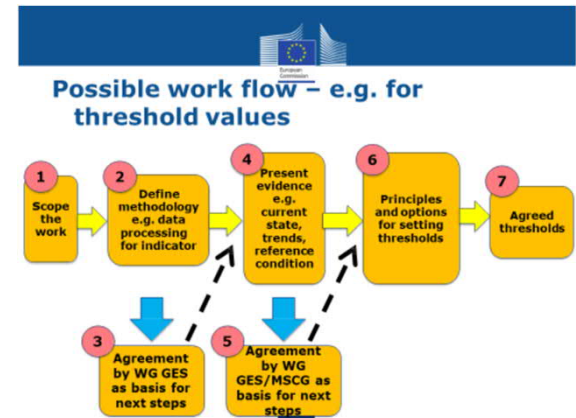 European
Commission
Possible work flow – e.g. for
threshold values
1
Scope
the
work
2
Define
methodology
e.g. data
processing
for indicator
3
Agreement
by WG GES
as basis for
next steps
4
Present
evidence
e.g.
current
state,
trends,
reference
condition
5
Agreement
by WG
GES/MSCG as
basis for next
steps
6
Principles
and options
for setting
thresholds
7
Agreed
thresholds